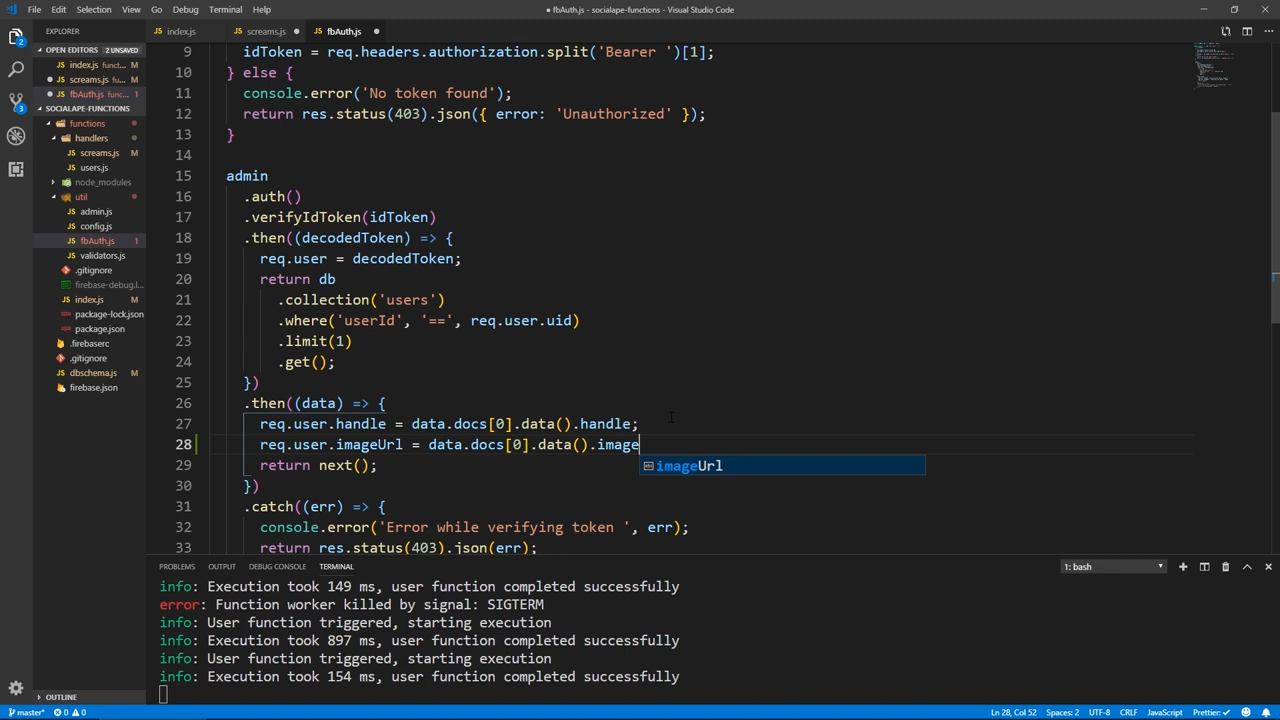 File Edit Selection View Go Debug Terminal Help
fbAuth.js - socialape-functions - Visual Studio Code
EXPLORER
OPEN EDITORS 2 UNSAVED
index.js funct... M
screams.js fu...
fbAuth.js func... 1
SOCIALAPE-FUNCTIONS
functions
handlers
screams.js M
users.js
node_modules
util
admin.js
config.js
fbAuth.js 1
validators.js
.gitignore
firebase-debug.l...
index.js M
package-lock.json
package.json
.firebaserc
.gitignore
dbschema.js M
firebase.json
OUTLINE
index.js screams.js fbAuth.js
9 idToken = req.headers.authorization.split('Bearer ')[1];
10 } else {
11 console.error('No token found');
12 return res.status(403).json({ error: 'Unauthorized' });
13 }
14
15 admin
16 .auth()
17 .verifyIdToken(idToken)
18 .then((decodedToken) => {
19 req.user = decodedToken;
20 return db
21 .collection('users')
22 .where('userId', '==', req.user.uid)
23 .limit(1)
24 .get();
25 })
26 .then((data) => {
27 req.user.handle = data.docs[0].data().handle;
28 req.user.imageUrl = data.docs[0].data().image
imageUrl
29 return next();
30 })
31 .catch((err) => {
32 console.error('Error while verifying token ', err);
33 return res.status(403).json(err);
PROBLEMS OUTPUT DEBUG CONSOLE TERMINAL 1: bash
info: Execution took 149 ms, user function completed successfully
error: Function worker killed by signal: SIGTERM
info: User function triggered, starting execution
info: Execution took 897 ms, user function completed successfully
info: User function triggered, starting execution
info: Execution took 154 ms, user function completed successfully
master* 0 0 Ln 28, Col 52 Spaces: 2 UTF-8 CRLF JavaScript Prettier: ✓